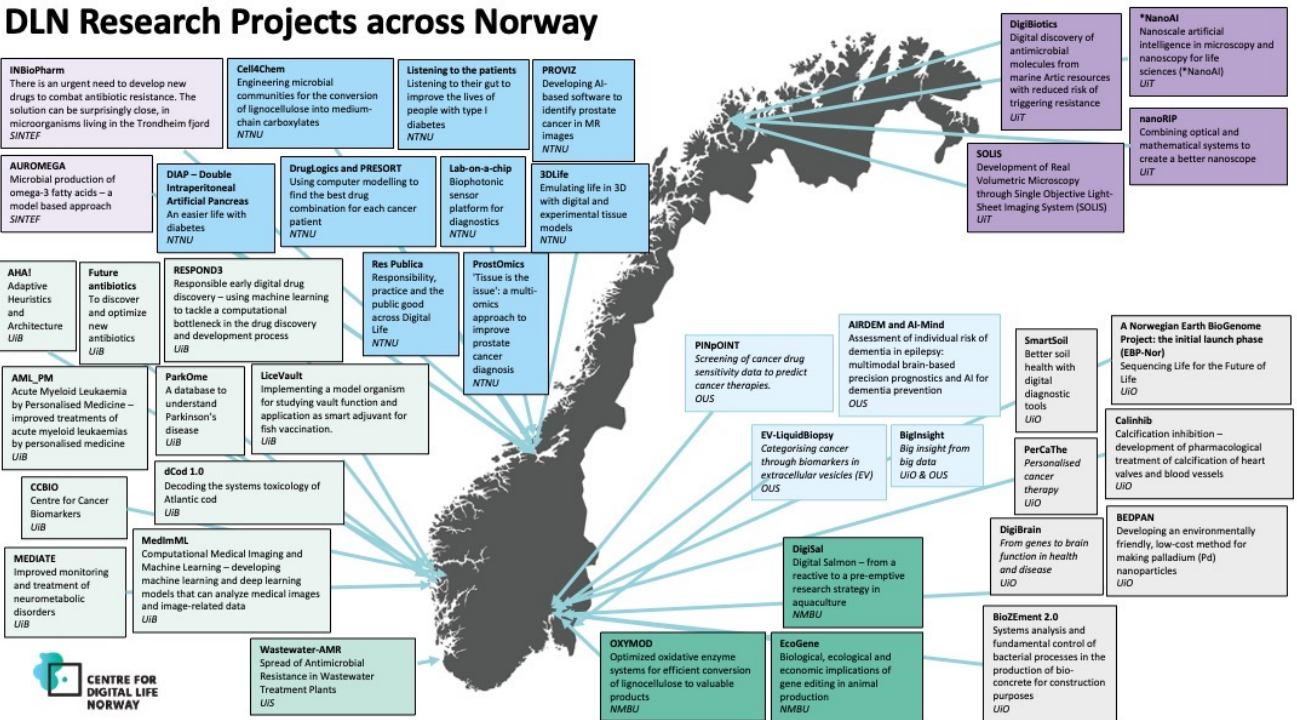 DLN Research Projects across Norway
INBioPharm
There is an urgent need to develop new
drugs to combat antibiotic resistance. The
solution can be surprisingly close, in
microorganisms living in the Trondheim fjord
SINTEF
Cell4Chem
Engineering microbial
communities for the conversion
of lignocellulose into medium-
chain carboxylates
NTNU
Listening to the patients
Listening to their gut to
improve the lives of
people with type I
diabetes
NTNU
PROVIZ
Developing AI-
based software to
identify prostate
cancer in MR
images
NTNU
DigiBiotics
Digital discovery of
antimicrobial
molecules from
marine Artic resources
with reduced risk of
triggering resistance
UiT
*NanoAI
Nanoscale artificial
intelligence in microscopy and
nanoscopy for life
sciences (*NanoAI)
UiT
nanoRIP
Combining optical and
mathematical systems to
create a better nanoscope
UiT
SOLIS
Development of Real
Volumetric Microscopy
through Single Objective Light-
Sheet Imaging System (SOLIS)
UiT
AUROMEGA
Microbial production of
omega-3 fatty acids – a
model based approach
SINTEF
DIAP – Double
Intraperitoneal
Artificial Pancreas
An easier life with
diabetes
NTNU
DrugLogics and PRESORT
Using computer modelling to
find the best drug
combination for each cancer
patient
NTNU
Lab-on-a-chip
Biophotonic
sensor
platform for
diagnostics
NTNU
3DLife
Emulating life in 3D
with digital and
experimental tissue
models
NTNU
AHA!
Adaptive
Heuristics
and
Architecture
UiB
Future
antibiotics
To discover
and optimize
new
antibiotics
UiB
RESPOND3
Responsible early digital drug
discovery – using machine learning
to tackle a computational
bottleneck in the drug discovery
and development process
UiB
Res Publica
Responsibility,
practice and the
public good
across Digital
Life
NTNU
ProstOmics
'Tissue is the
issue': a multi-
omics
approach to
improve
prostate
cancer
diagnosis
NTNU
AML_PM
Acute Myeloid Leukaemia
by Personalised Medicine –
improved treatments of
acute myeloid leukaemias
by personalised medicine
UiB
ParkOme
A database to
understand
Parkinson's
disease
UiB
LiceVault
Implementing a model organism
for studying vault function and
application as smart adjuvant for
fish vaccination.
UiB
PINpOINT
Screening of cancer drug
sensitivity data to predict
cancer therapies.
OUS
AIRDEM and AI-Mind
Assessment of individual risk of
dementia in epilepsy:
multimodal brain-based
precision prognostics and AI for
dementia prevention
OUS
SmartSoil
Better soil
health with
digital
diagnostic
tools
UiO
A Norwegian Earth BioGenome
Project: the initial launch phase
(EBP-Nor)
Sequencing Life for the Future of
Life
UiO
EV-LiquidBiopsy
Categorising cancer
through biomarkers in
extracellular vesicles (EV)
OUS
BigInsight
Big insight from
big data
UiO & OUS
PerCaThe
Personalised
cancer
therapy
UiO
Calinhib
Calcification inhibition –
development of pharmacological
treatment of calcification of heart
valves and blood vessels
UiO
CCBIO
Centre for Cancer
Biomarkers
UiB
dCod 1.0
Decoding the systems toxicology of
Atlantic cod
UiB
MEDIATE
Improved monitoring
and treatment of
neurometabolic
disorders
UiB
MedImML
Computational Medical Imaging and
Machine Learning – developing
machine learning and deep learning
models that can analyze medical images
and image-related data
UiB
DigiSal
Digital Salmon – from a
reactive to a pre-emptive
research strategy in
aquaculture
NMBU
DigiBrain
From genes to brain
function in health
and disease
UiO
BEDPAN
Developing an environmentally
friendly, low-cost method for
making palladium (Pd)
nanoparticles
UiO
Wastewater-AMR
Spread of Antimicrobial
Resistance in Wastewater
Treatment Plants
UiS
OXYMOD
Optimized oxidative enzyme
systems for efficient conversion
of lignocellulose to valuable
products
NMBU
EcoGene
Biological, ecological and
economic implications of
gene editing in animal
production
NMBU
BioZEment 2.0
Systems analysis and
fundamental control of
bacterial processes in the
production of bio-
concrete for construction
purposes
UiO
CENTRE FOR
DIGITAL LIFE
NORWAY